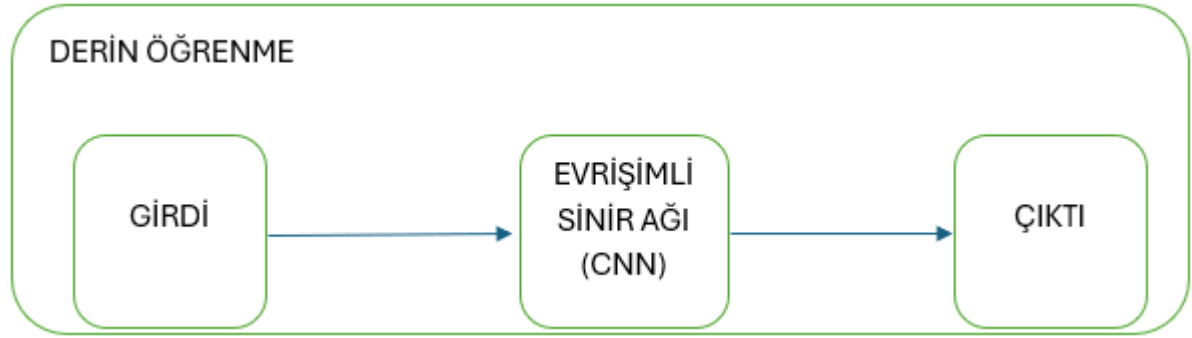 DERİN ÖĞRENME
GİRDİ
EVRİŞİMLİ
SİNİR AĞI
(CNN)
ÇIKTI